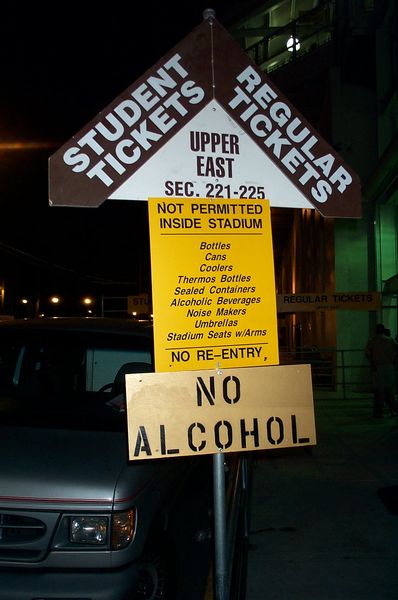 STUDENT
TICKETS
REGULAR
TICKETS
UPPER
EAST
SEC. 221-225
NOT PERMITTED
INSIDE STADIUM
Bottles
Cans
Coolers
Thermos Bottles
Sealed Containers
Alcoholic Beverages
Noise Makers
Umbrellas
Stadium Seats w/Arms
NO RE-ENTRY
NO
ALCOHOL
REGULAR TICKETS